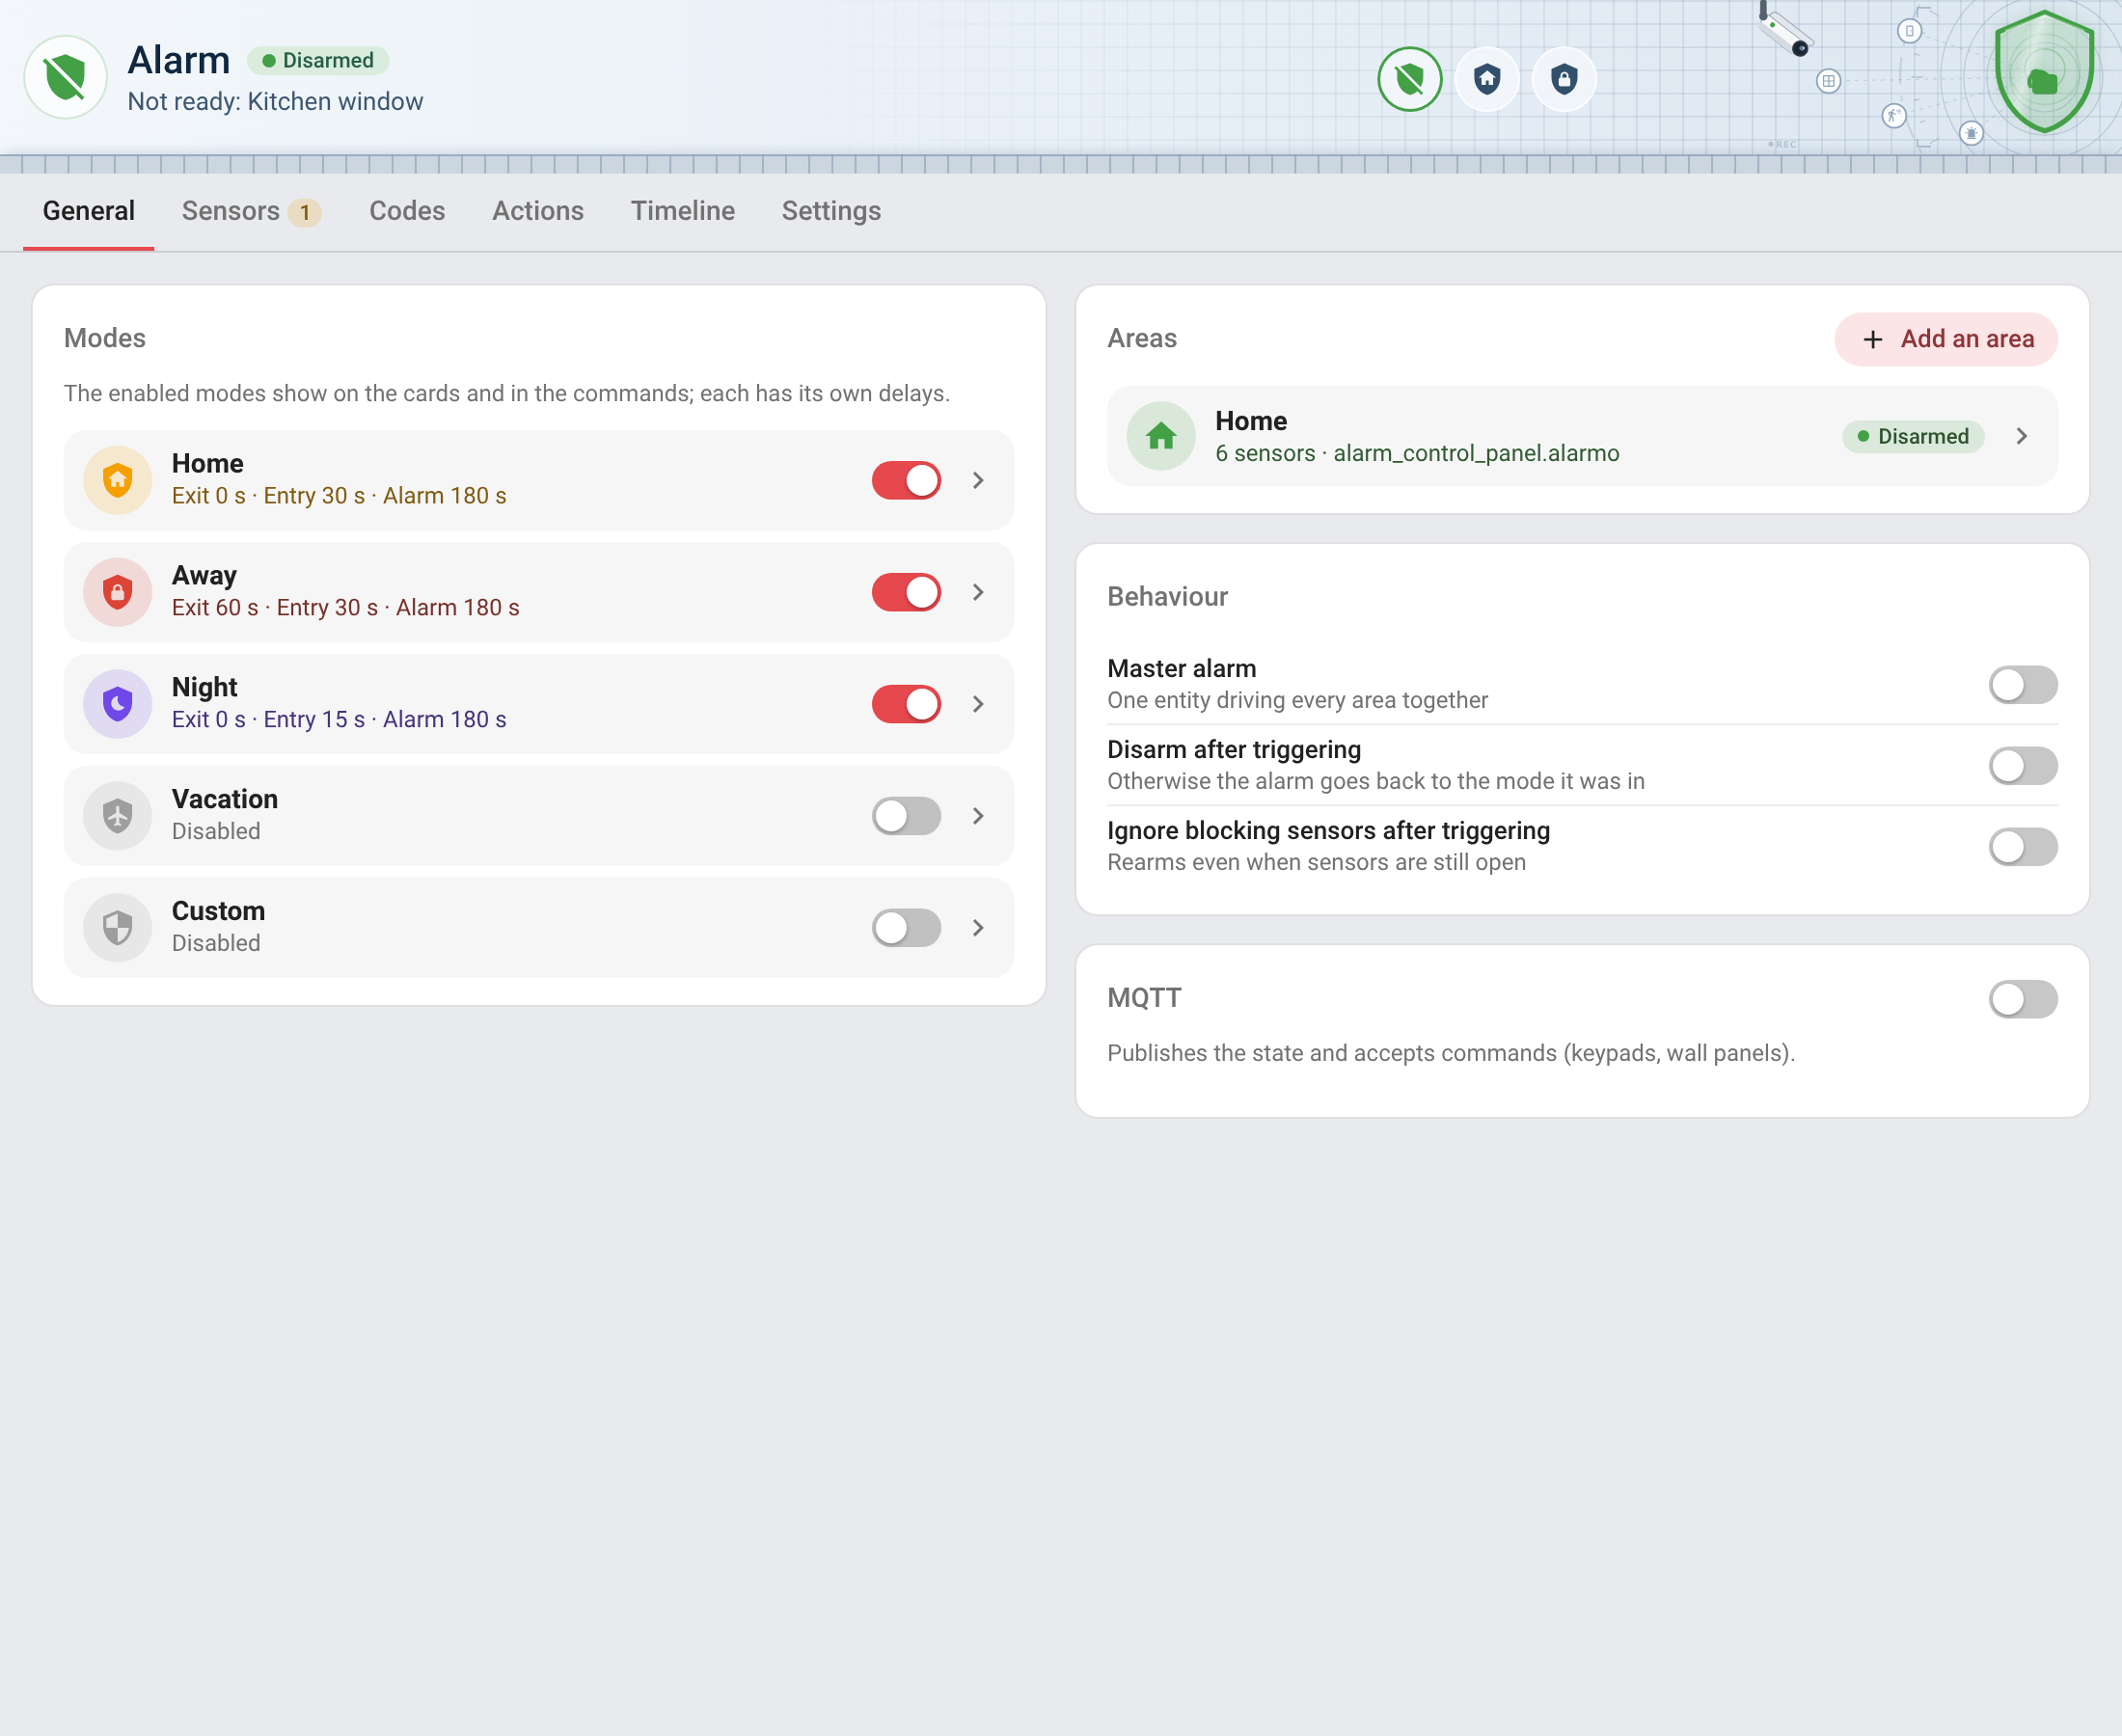 Alarm
Disarmed
Not ready: Kitchen window
REC
General
Sensors 1
Codes
Actions
Timeline
Settings
Modes
The enabled modes show on the cards and in the commands; each has its own delays.
Home
Exit 0 s · Entry 30 s · Alarm 180 s
Away
Exit 60 s · Entry 30 s · Alarm 180 s
Night
Exit 0 s · Entry 15 s · Alarm 180 s
Vacation
Disabled
Custom
Disabled
Areas
Add an area
Home
6 sensors · alarm_control_panel.alarmo
Disarmed
Behaviour
Master alarm
One entity driving every area together
Disarm after triggering
Otherwise the alarm goes back to the mode it was in
Ignore blocking sensors after triggering
Rearms even when sensors are still open
MQTT
Publishes the state and accepts commands (keypads, wall panels).